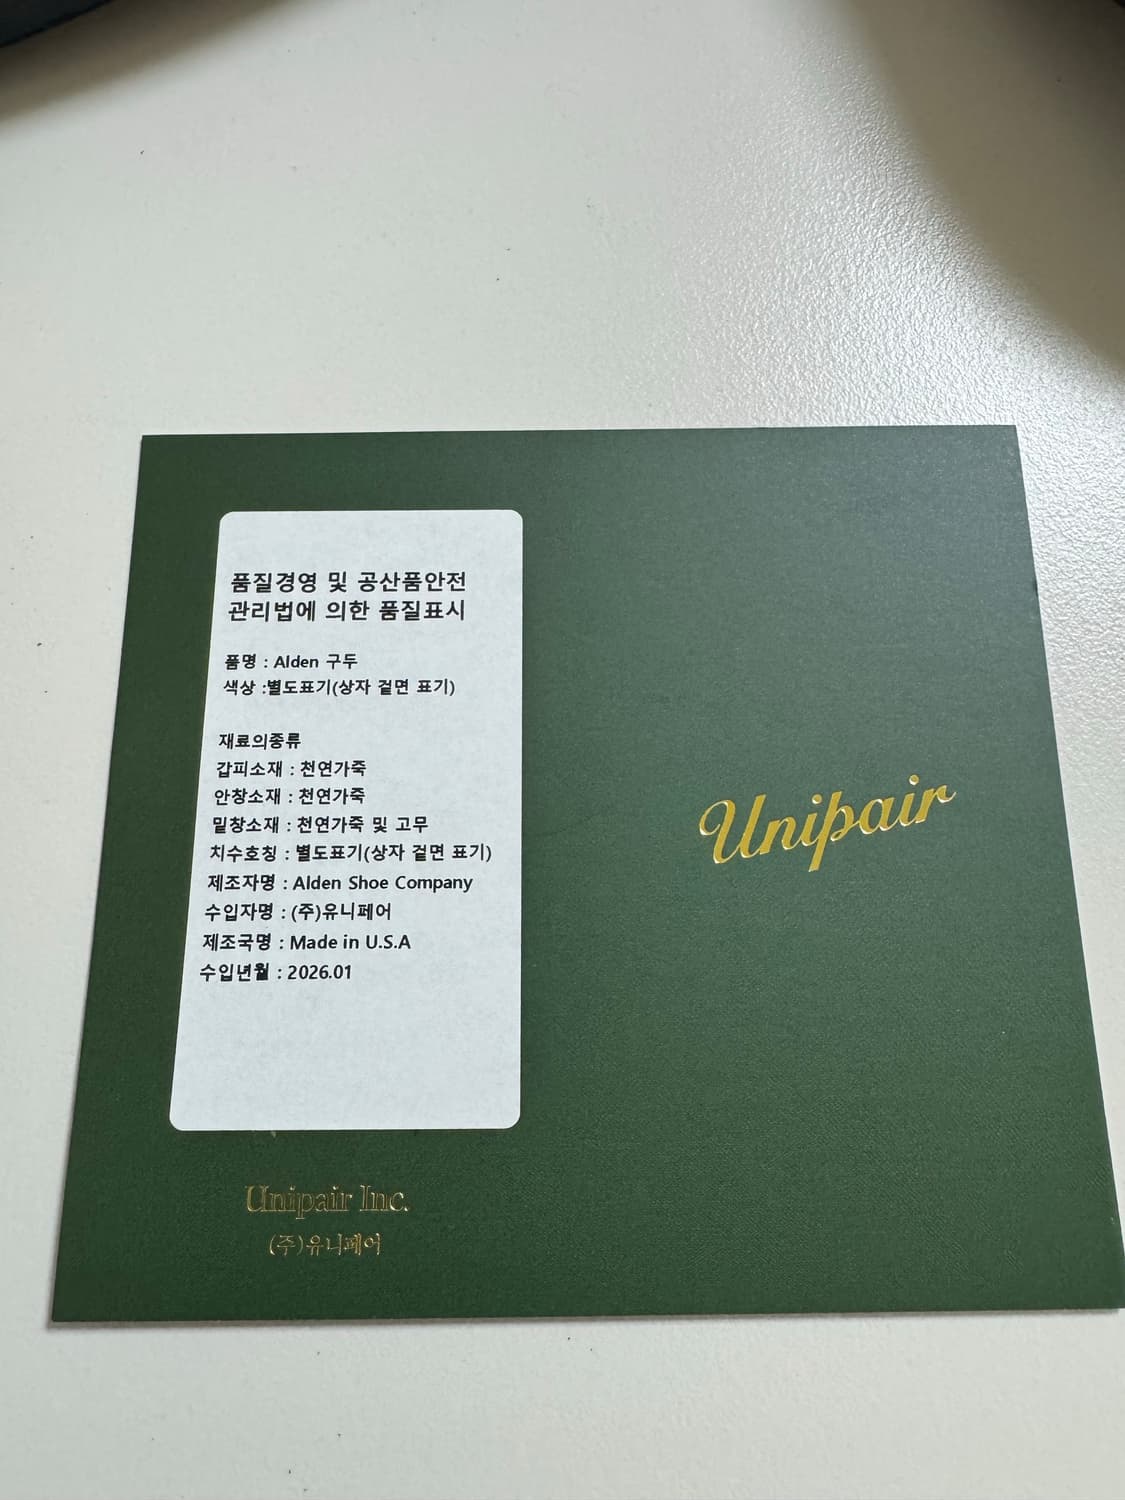 품질경영 및 공산품안전
관리법에 의한 품질표시
품명 : Alden 구두
색상 :별도표기(상자 겉면 표기)
재료의종류
갑피소재 : 천연가죽
안창소재 : 천연가죽
밑창소재 : 천연가죽 및 고무
치수호칭 : 별도표기(상자 겉면 표기)
제조자명 : Alden Shoe Company
수입자명 : (주)유니페어
제조국명 : Made in U.S.A
수입년월 : 2026.01
Unipair Inc.
(주)유니페어
Unipair